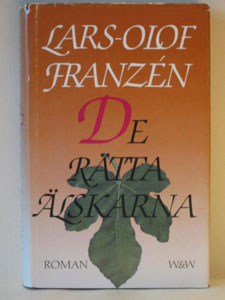 LARS-OLOF
FRANZÉN
DE
RÄTTA
ÄLSKARNA
ROMAN W&W